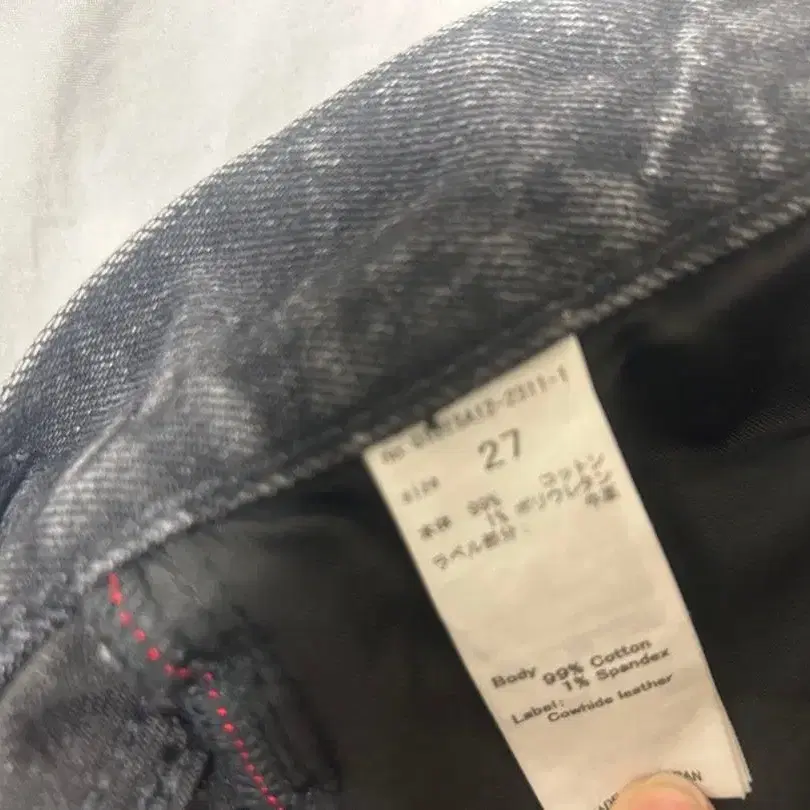 size 27
本体 99% コットン
1% ポリウレタン
ラベル部分: 牛革
Body 99% Cotton
1% Spandex
Label:
Cowhide leather